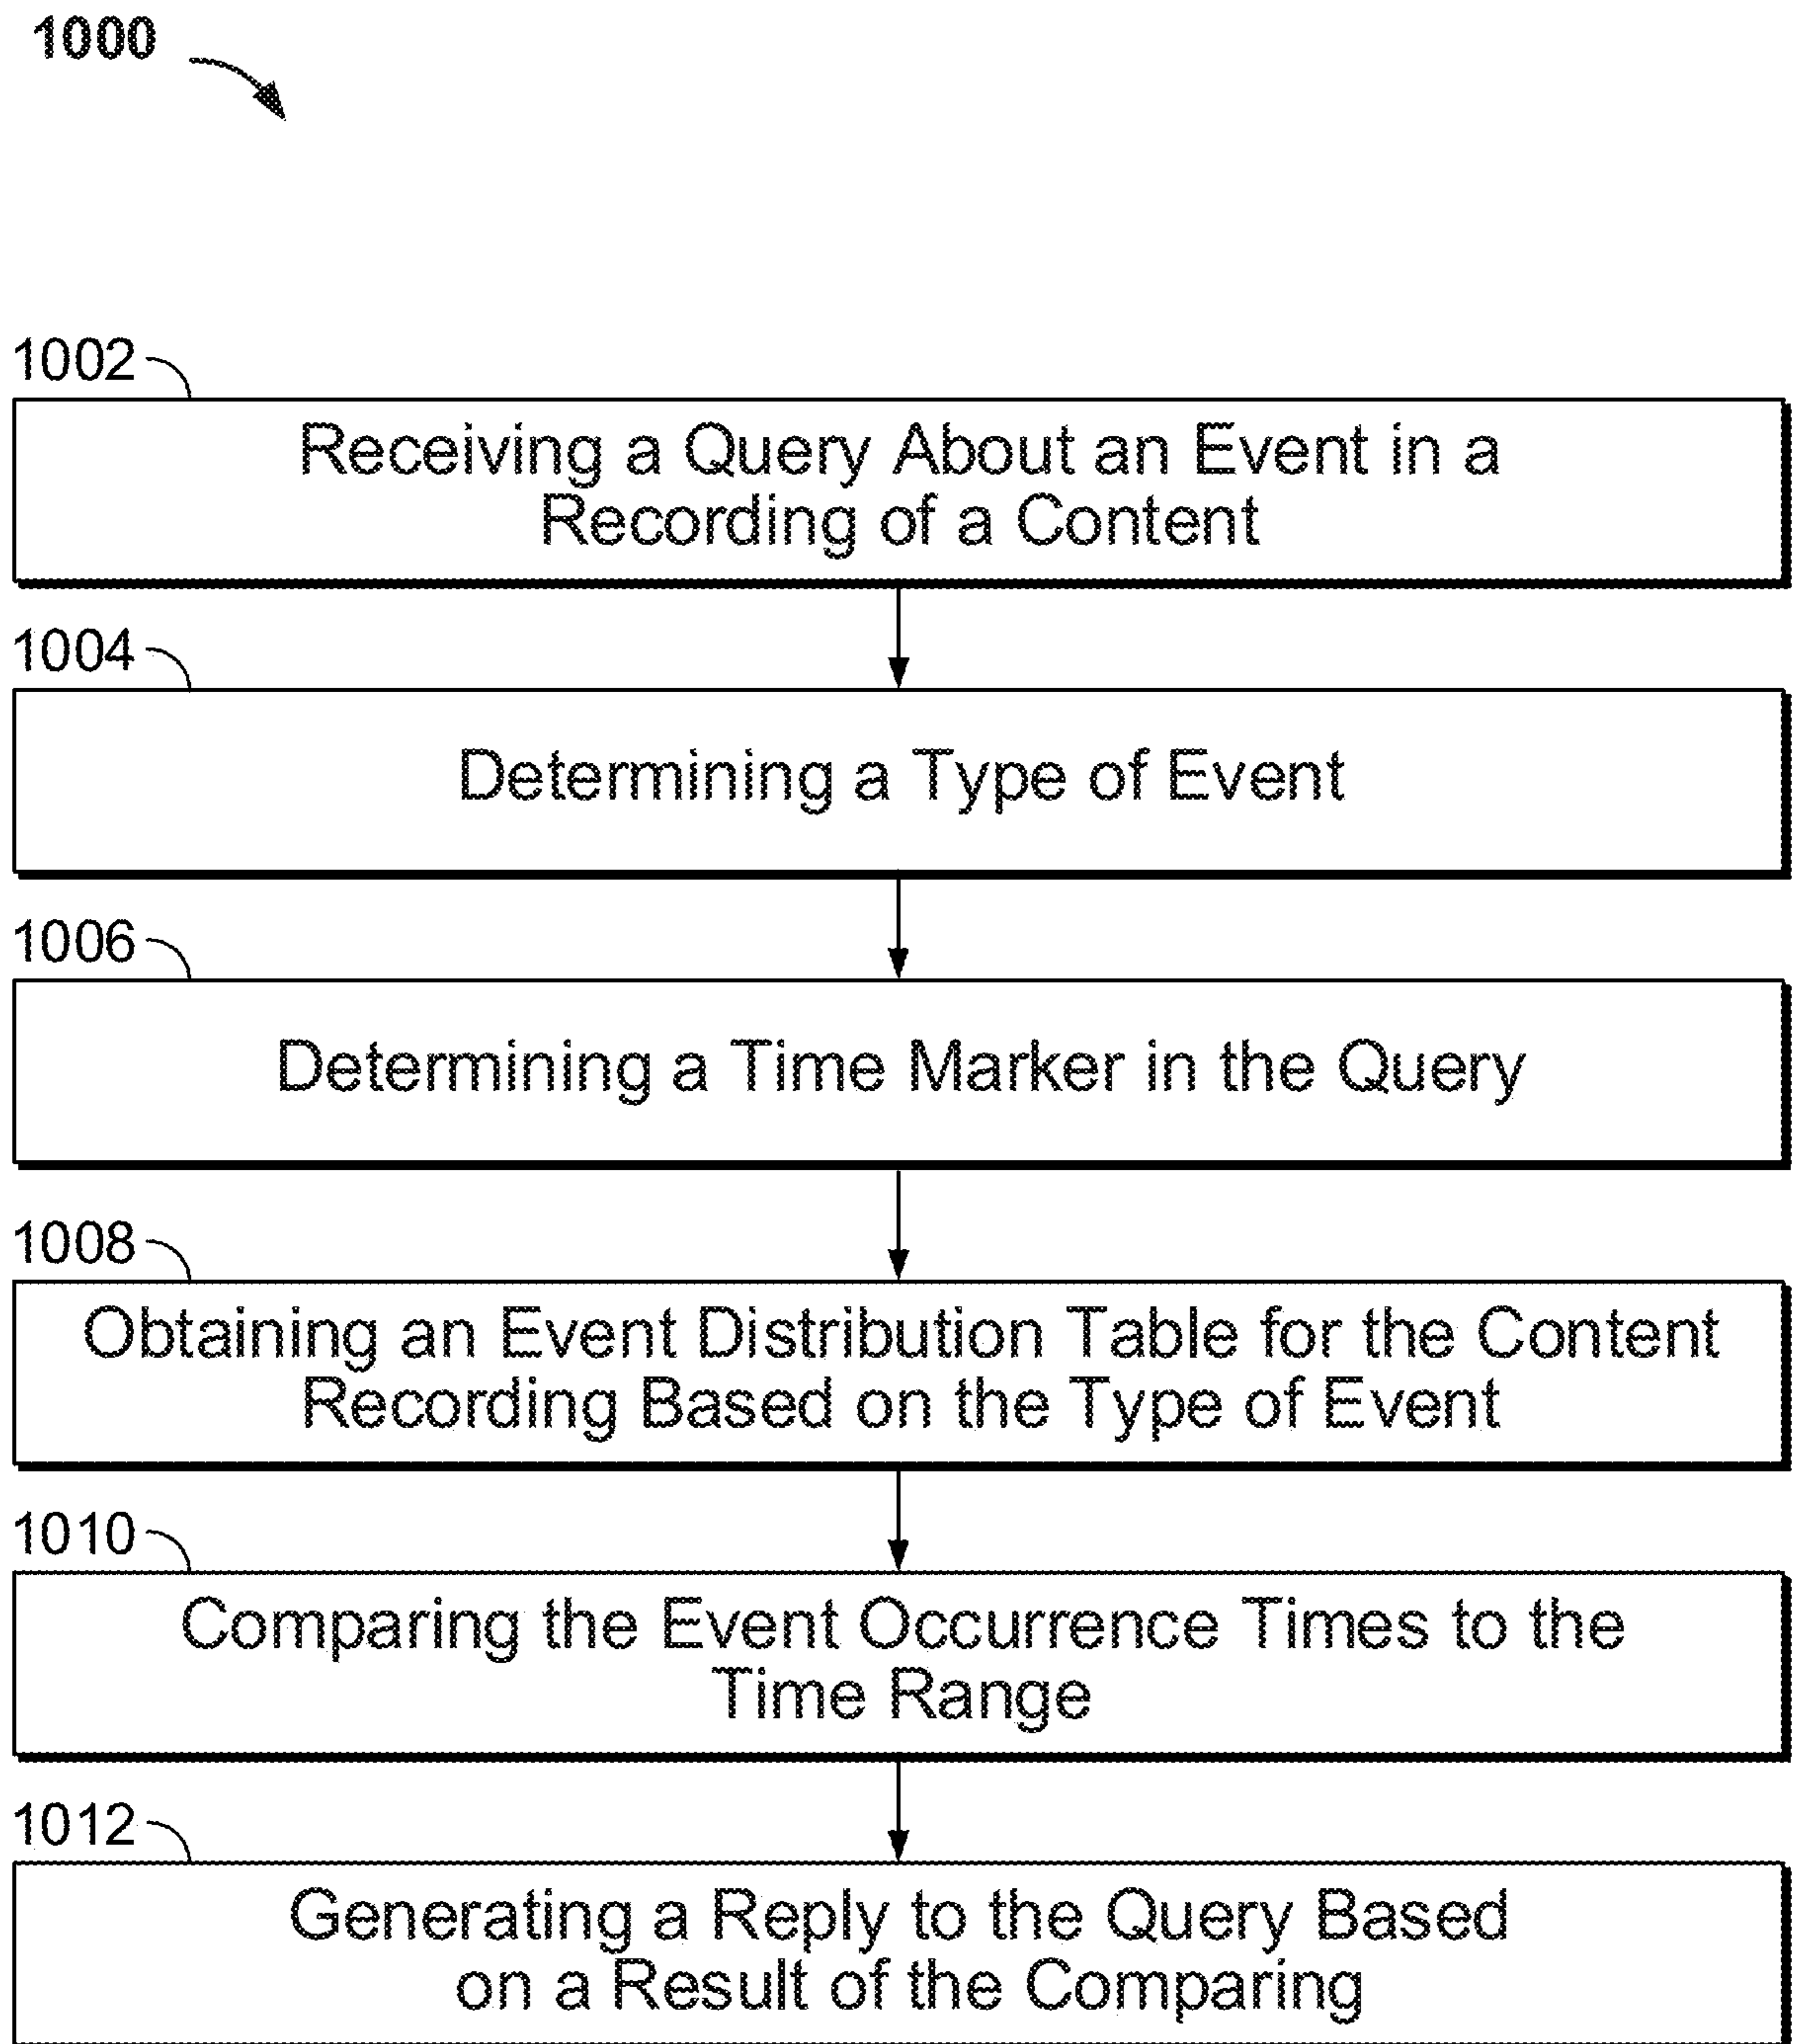 1000
1002
Receiving a Query About an Event in a
Recording of a Content
1004
Determining a Type of Event
1006
Determining a Time Marker in the Query
1008
Obtaining an Event Distribution Table for the Content
Recording Based on the Type of Event
1010
Comparing the Event Occurrence Times to the
Time Range
1012
Generating a Reply to the Query Based
on a Result of the Comparing